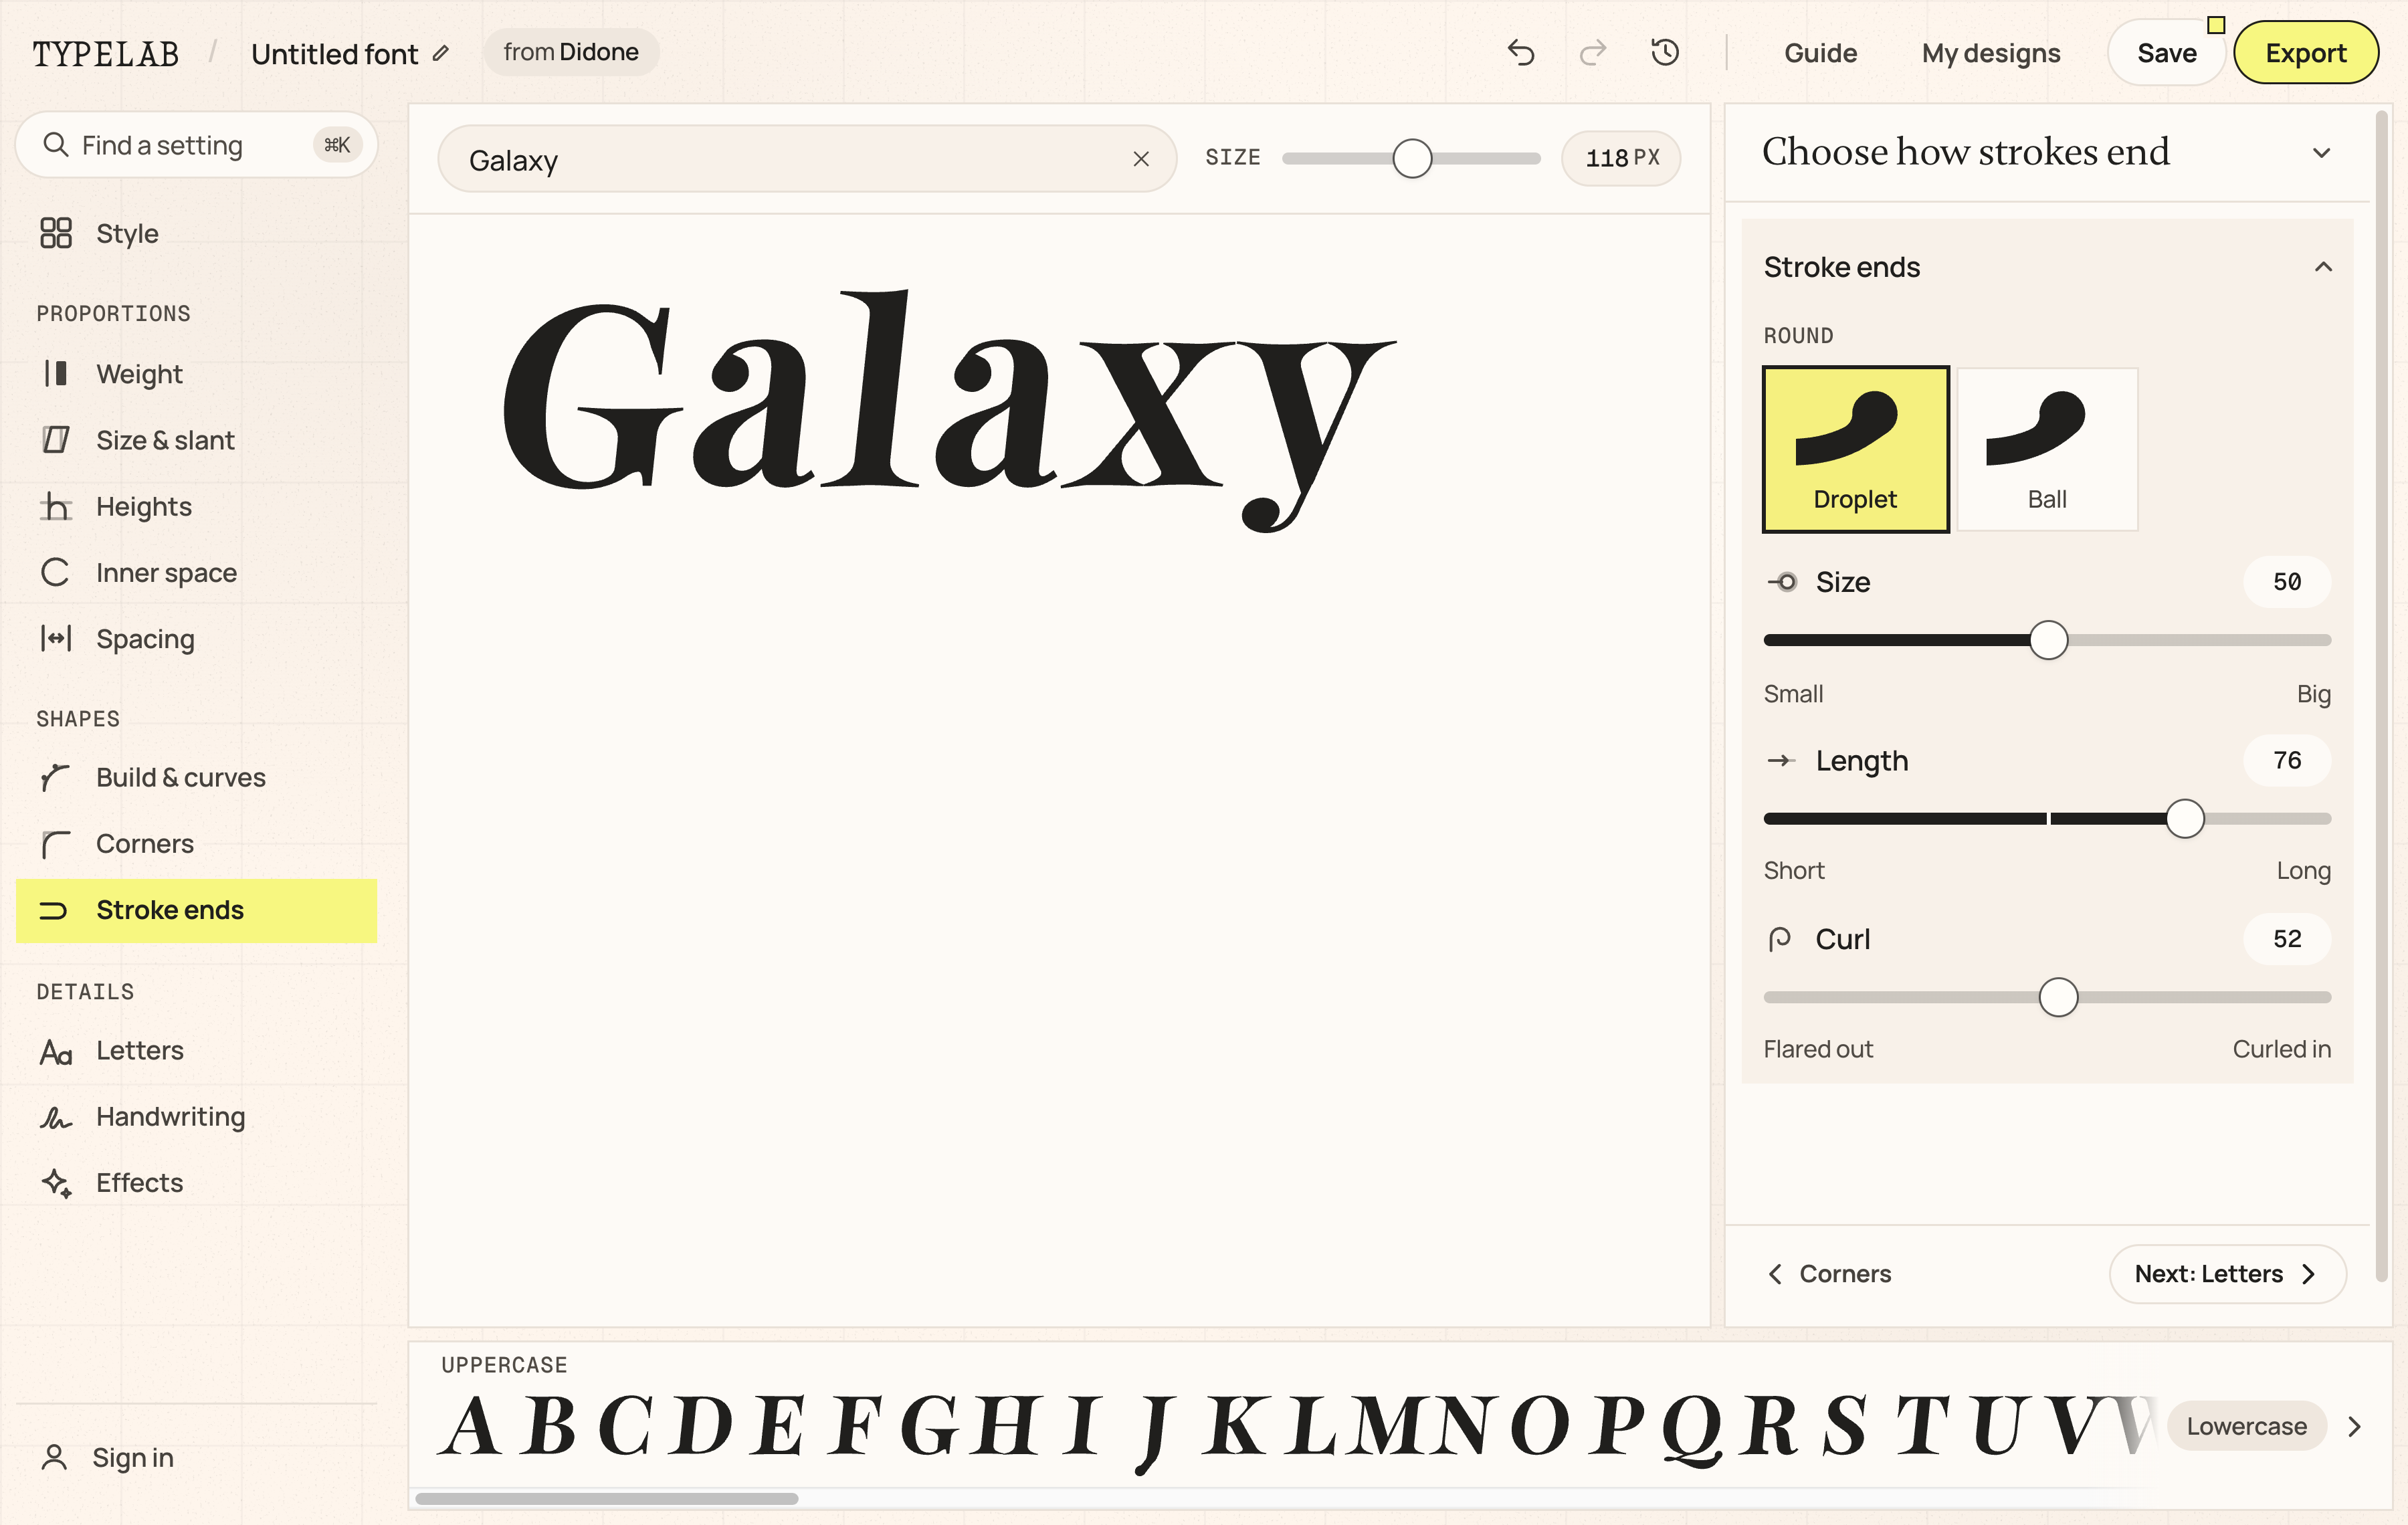 TYPELAB / Untitled font from Didone Guide My designs Save Export
Find a setting ⌘K
Style
PROPORTIONS
Weight
Size & slant
Heights
Inner space
Spacing
SHAPES
Build & curves
Corners
Stroke ends
DETAILS
Letters
Handwriting
Effects
Sign in
Galaxy SIZE 118 PX
Galaxy
Choose how strokes end
Stroke ends
ROUND
Droplet Ball
Size 50
Small Big
Length 76
Short Long
Curl 52
Flared out Curled in
Corners Next: Letters
UPPERCASE
A B C D E F G H I J K L M N O P Q R S T U V W
Lowercase